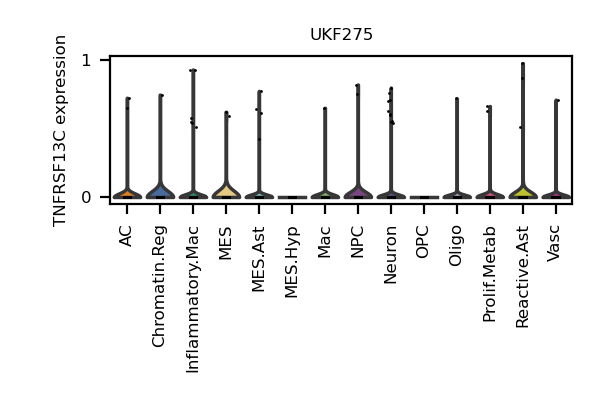 UKF275
TNFRSF13C expression
1
0
AC
Chromatin.Reg
Inflammatory.Mac
MES
MES.Ast
MES.Hyp
Mac
NPC
Neuron
OPC
Oligo
Prolif.Metab
Reactive.Ast
Vasc